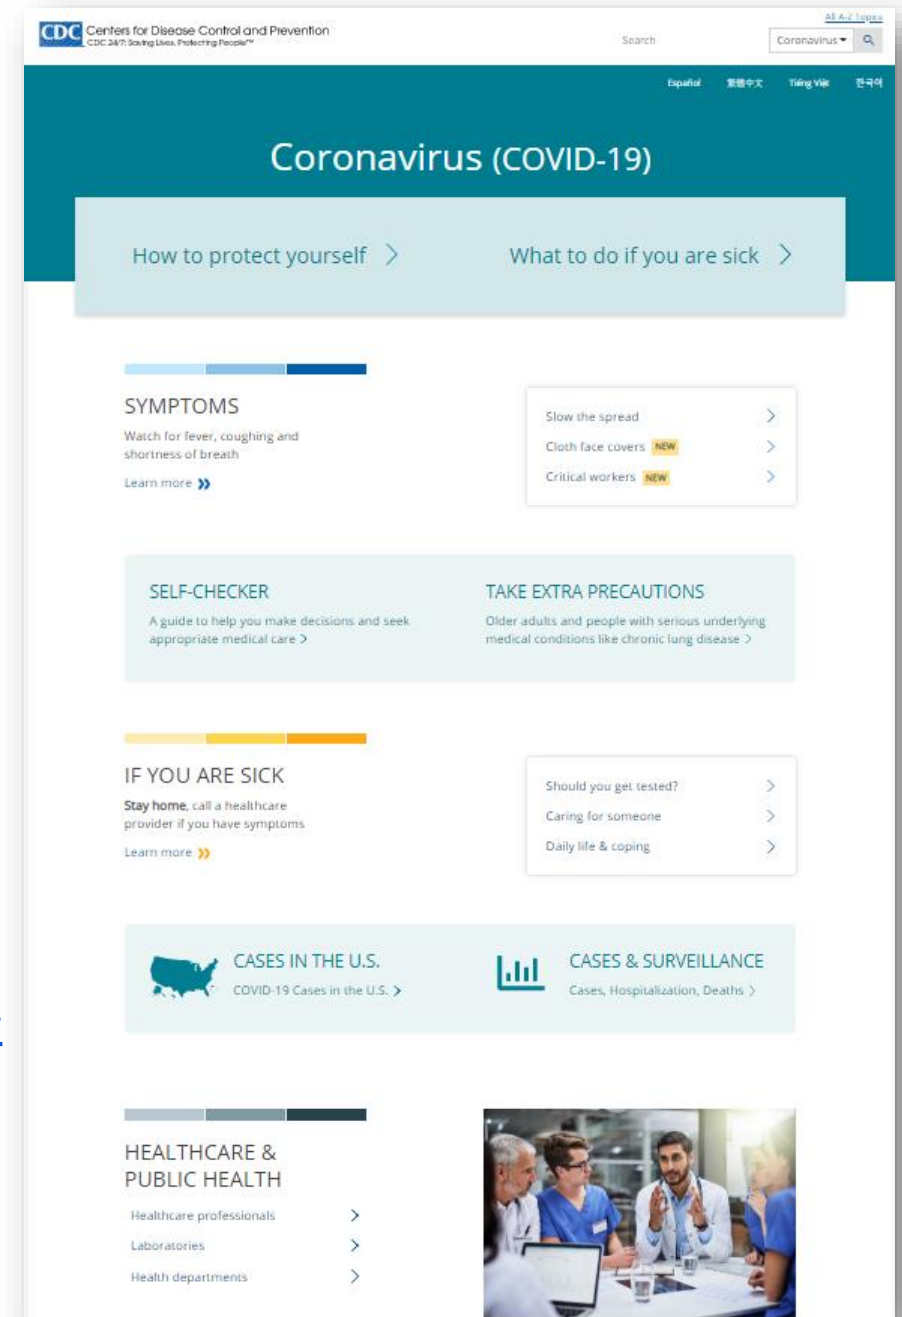 All A-Z Topics
CDC Centers for Disease Control and Prevention
CDC 24/7: Saving Lives, Protecting People™
Search
Coronavirus
Español 繁體中文 Tiếng Việt 한국어
Coronavirus (COVID-19)
How to protect yourself
What to do if you are sick
SYMPTOMS
Watch for fever, coughing and
shortness of breath
Learn more
Slow the spread
Cloth face covers NEW
Critical workers NEW
SELF-CHECKER
A guide to help you make decisions and seek
appropriate medical care
TAKE EXTRA PRECAUTIONS
Older adults and people with serious underlying
medical conditions like chronic lung disease
IF YOU ARE SICK
Stay home, call a healthcare
provider if you have symptoms
Learn more
Should you get tested?
Caring for someone
Daily life & coping
CASES IN THE U.S.
COVID-19 Cases in the U.S.
CASES & SURVEILLANCE
Cases, Hospitalization, Deaths
HEALTHCARE &
PUBLIC HEALTH
Healthcare professionals
Laboratories
Health departments